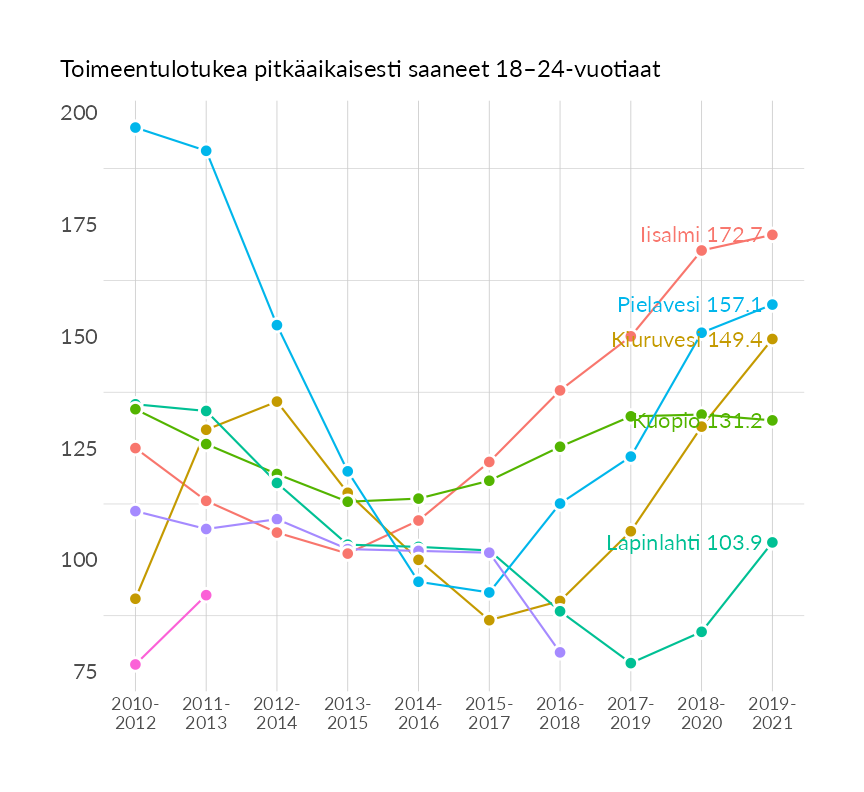 Toimeentulotukea pitkäaikaisesti saaneet 18–24-vuotiaat
200
175
150
125
100
75
Iisalmi 172.7
Pielavesi 157.1
Kiuruvesi 149.4
Kuopio 131.2
Lapinlahti 103.9
2010- 2011- 2012- 2013- 2014- 2015- 2016- 2017- 2018- 2019-
2012 2013 2014 2015 2016 2017 2018 2019 2020 2021